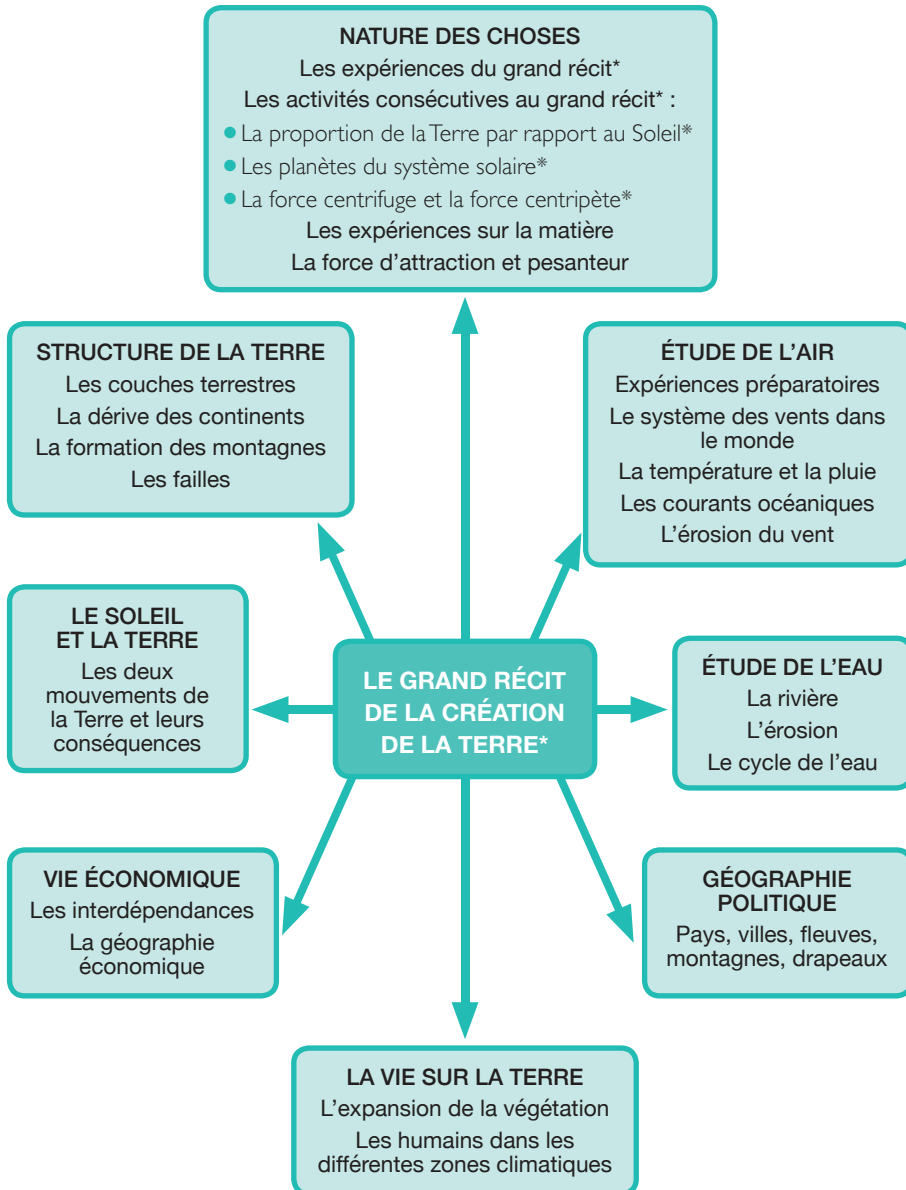 NATURE DES CHOSES
Les expériences du grand récit*
Les activités consécutives au grand récit* :
● La proportion de la Terre par rapport au Soleil*
● Les planètes du système solaire*
● La force centrifuge et la force centripète*
Les expériences sur la matière
La force d'attraction et pesanteur
STRUCTURE DE LA TERRE
Les couches terrestres
La dérive des continents
La formation des montagnes
Les failles
ÉTUDE DE L'AIR
Expériences préparatoires
Le système des vents dans
le monde
La température et la pluie
Les courants océaniques
L'érosion du vent
LE SOLEIL
ET LA TERRE
Les deux
mouvements de
la Terre et leurs
conséquences
LE GRAND RÉCIT
DE LA CRÉATION
DE LA TERRE*
ÉTUDE DE L'EAU
La rivière
L'érosion
Le cycle de l'eau
VIE ÉCONOMIQUE
Les interdépendances
La géographie
économique
GÉOGRAPHIE
POLITIQUE
Pays, villes, fleuves,
montagnes, drapeaux
LA VIE SUR LA TERRE
L'expansion de la végétation
Les humains dans les
différentes zones climatiques